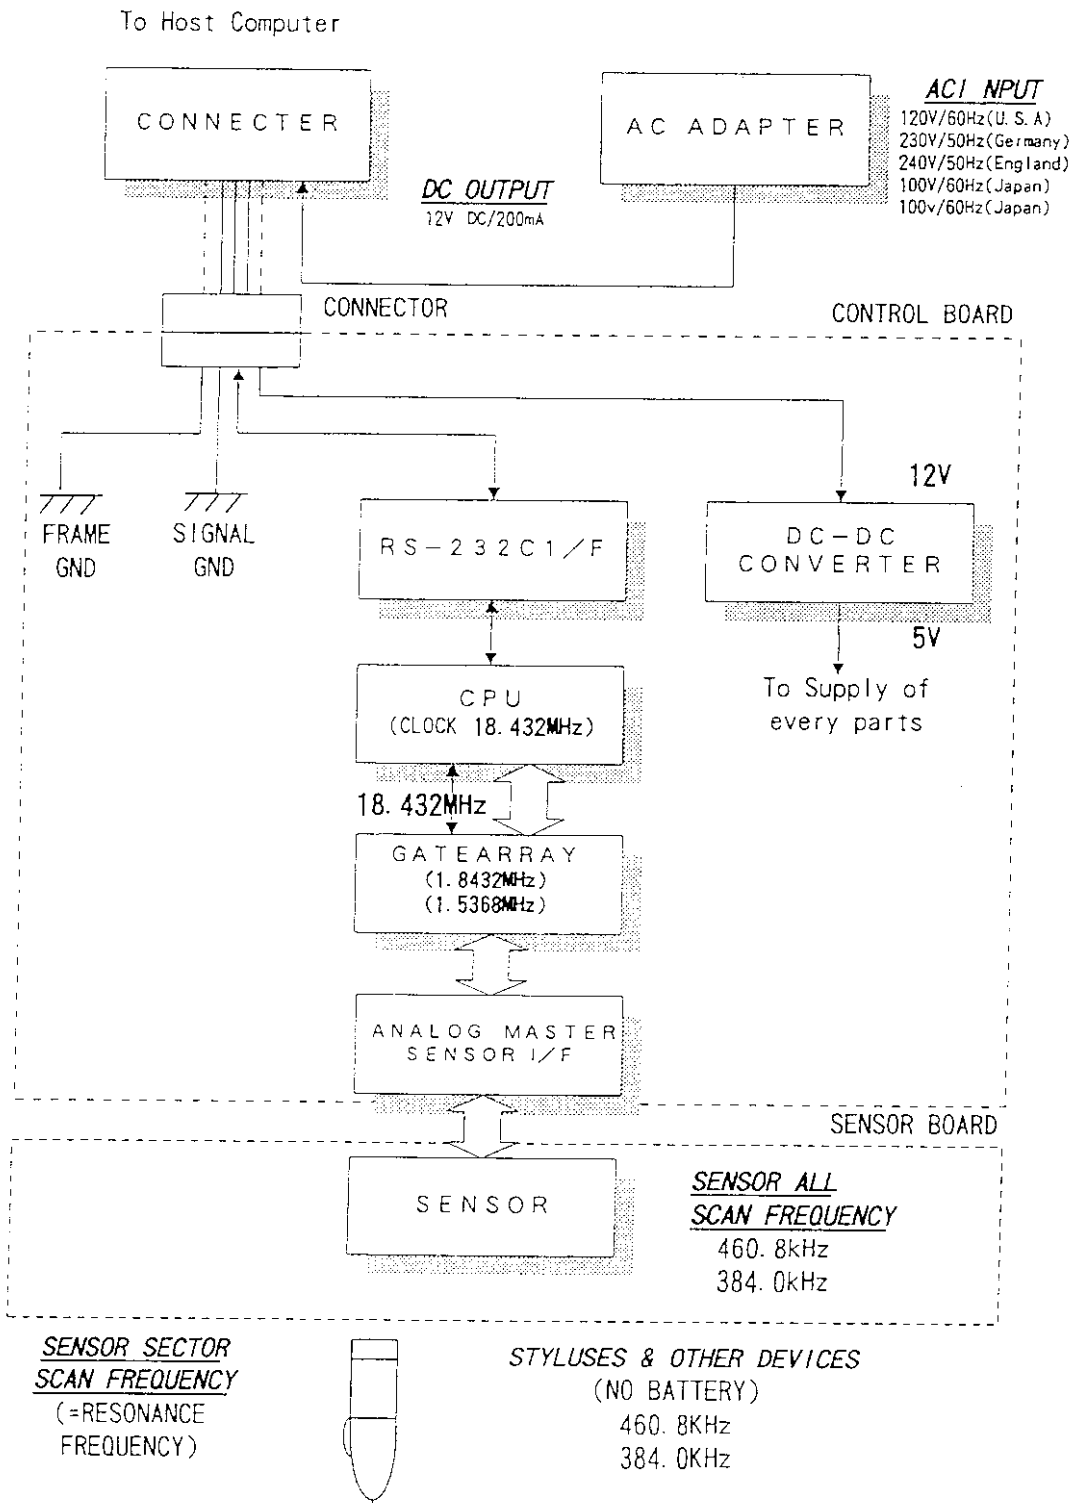 To Host Computer
CONNECTER
AC ADAPTER
ACI NPUT
120V/60Hz(U.S.A)
230V/50Hz(Germany)
240V/50Hz(England)
100V/60Hz(Japan)
100v/60Hz(Japan)
DC OUTPUT
12V DC/200mA
CONNECTOR
CONTROL BOARD
FRAME
GND
SIGNAL
GND
RS-232C1/F
12V
DC-DC
CONVERTER
5V
To Supply of
every parts
CPU
(CLOCK 18.432MHz)
18.432MHz
GATEARRAY
(1.8432MHz)
(1.5368MHz)
ANALOG MASTER
SENSOR I/F
SENSOR BOARD
SENSOR
SENSOR ALL
SCAN FREQUENCY
460.8kHz
384.0kHz
SENSOR SECTOR
SCAN FREQUENCY
(=RESONANCE
FREQUENCY)
STYLUSES & OTHER DEVICES
(NO BATTERY)
460.8KHz
384.0KHz